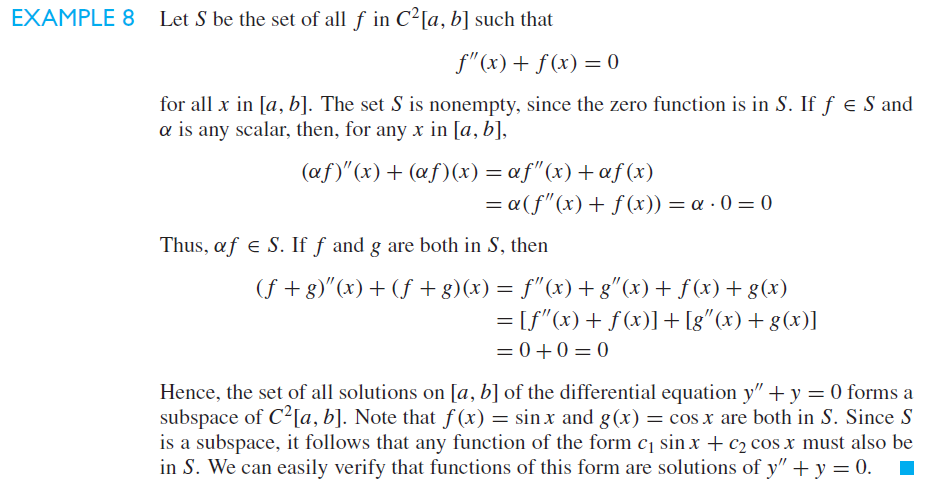 EXAMPLE 8 Let S be the set of all f in C²[a, b] such that
f″(x) + f(x) = 0
for all x in [a, b]. The set S is nonempty, since the zero function is in S. If f ∈ S and
α is any scalar, then, for any x in [a, b],
(αf)″(x) + (αf)(x) = αf″(x) + αf(x)
= α(f″(x) + f(x)) = α · 0 = 0
Thus, αf ∈ S. If f and g are both in S, then
(f + g)″(x) + (f + g)(x) = f″(x) + g″(x) + f(x) + g(x)
= [f″(x) + f(x)] + [g″(x) + g(x)]
= 0 + 0 = 0
Hence, the set of all solutions on [a, b] of the differential equation y″ + y = 0 forms a
subspace of C²[a, b]. Note that f(x) = sin x and g(x) = cos x are both in S. Since S
is a subspace, it follows that any function of the form c₁ sin x + c₂ cos x must also be
in S. We can easily verify that functions of this form are solutions of y″ + y = 0.